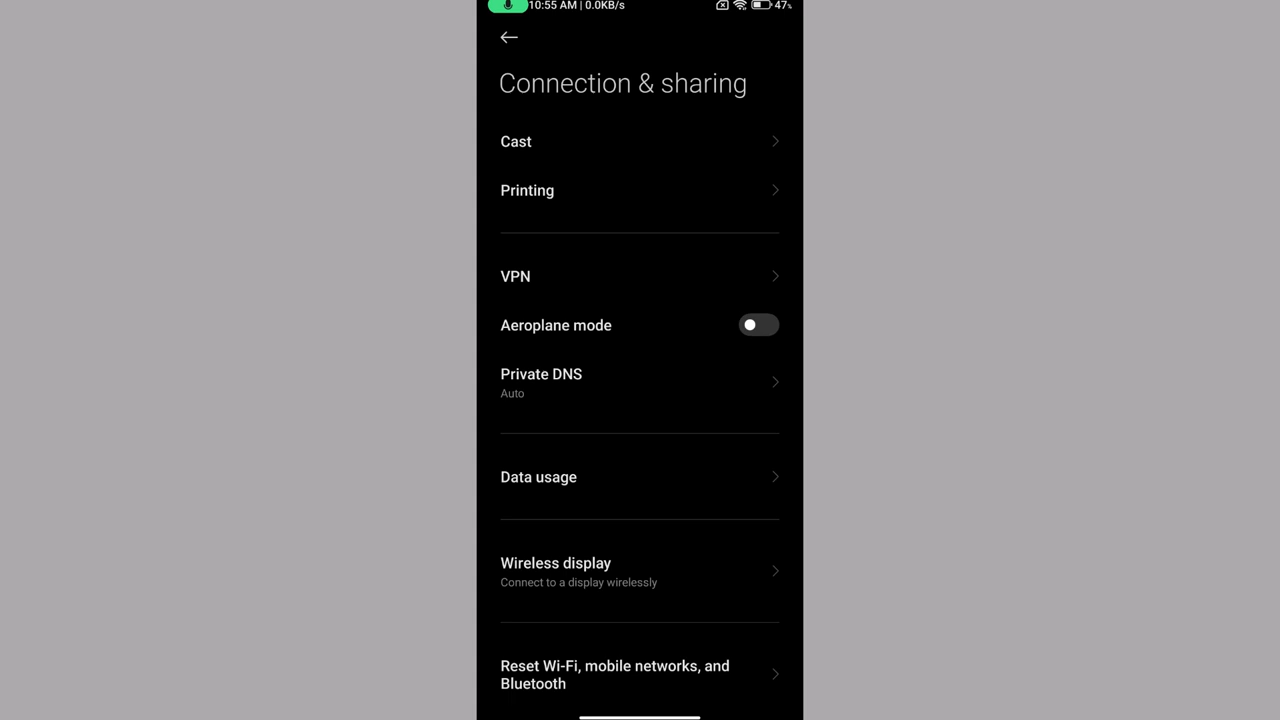 10:55 AM | 0.0KB/s 47%
Connection & sharing
Cast
Printing
VPN
Aeroplane mode
Private DNS
Auto
Data usage
Wireless display
Connect to a display wirelessly
Reset Wi-Fi, mobile networks, and
Bluetooth